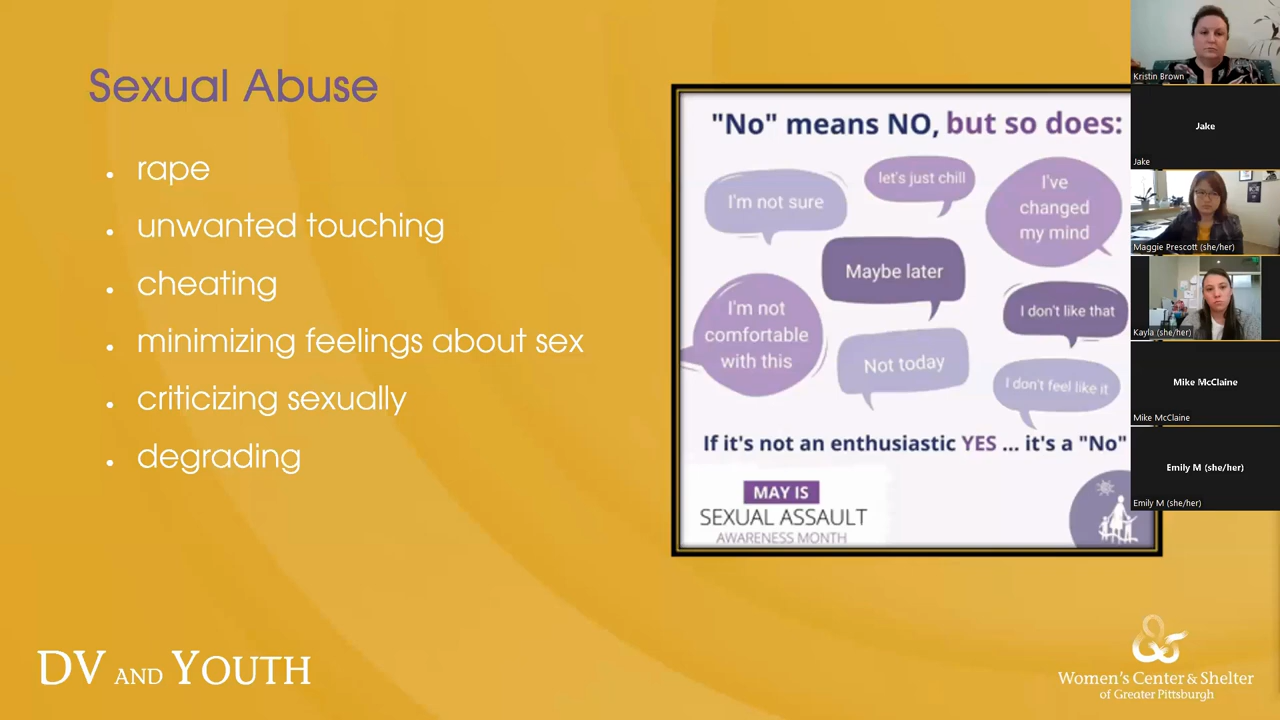 Sexual Abuse
rape
unwanted touching
cheating
minimizing feelings about sex
criticizing sexually
degrading
"No" means NO, but so does:
I'm not sure
let's just chill
I've
changed
my mind
Maybe later
I'm not
comfortable
with this
I don't like that
Not today
I don't feel like it
If it's not an enthusiastic YES ... it's a "No"
MAY IS
SEXUAL ASSAULT
AWARENESS MONTH
DV AND YOUTH
Women's Center & Shelter
of Greater Pittsburgh
Kristin Brown
Jake
Jake
Maggie Prescott (she/her)
Kayla (she/her)
Mike McClaine
Mike McClaine
Emily M (she/her)
Emily M (she/her)